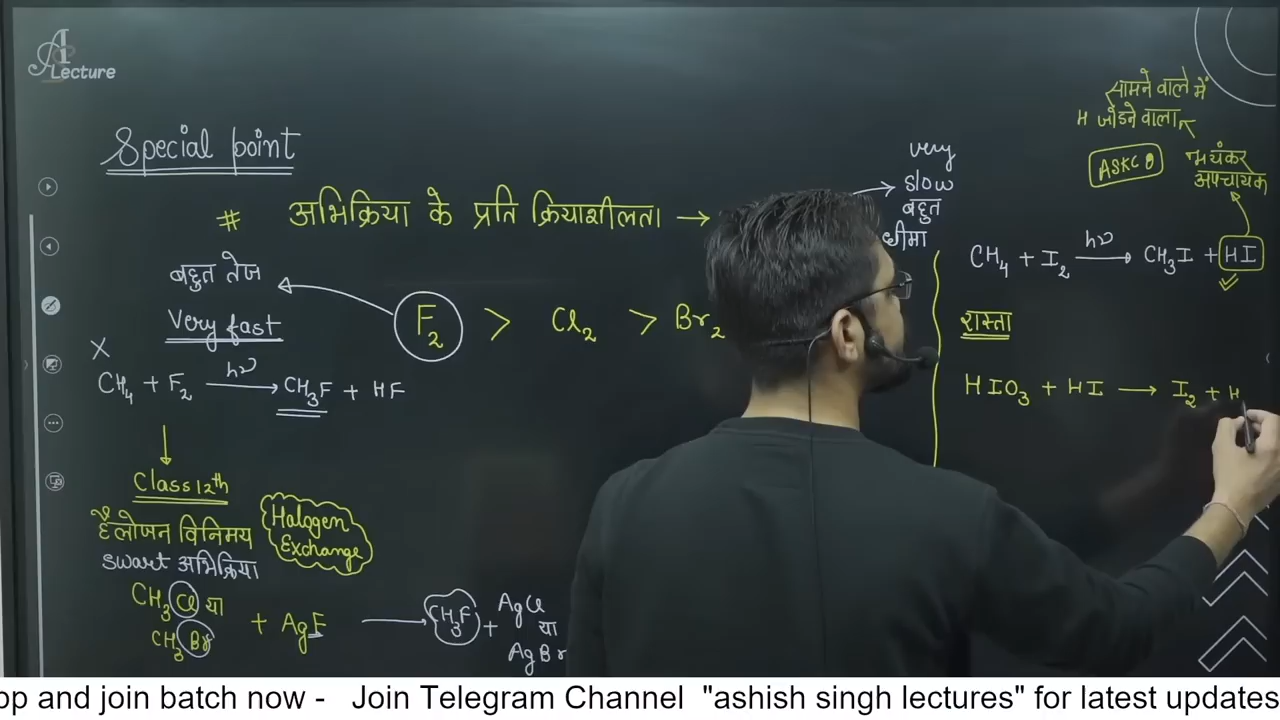 A1
Lecture
Special point
# अभिक्रिया के प्रति क्रियाशीलता →
बहुत तेज
Very fast
F2 > Cl2 > Br2
X
CH4 + F2 hν → CH3F + HF
Class 12th
हैलोजन विनिमय
swart अभिक्रिया
Halogen
Exchange
CH3Cl या
CH3Br
+ AgF → CH3F +
AgCl
या
AgBr
very
slow
बहुत
धीमा
सामने वाले में
H जोडने वाला
ASKC
भयंकर
अपचायक
CH4 + I2 hν → CH3I + HI
रास्ता
HIO3 + HI → I2 + H
pp and join batch now - Join Telegram Channel "ashish singh lectures" for latest updates